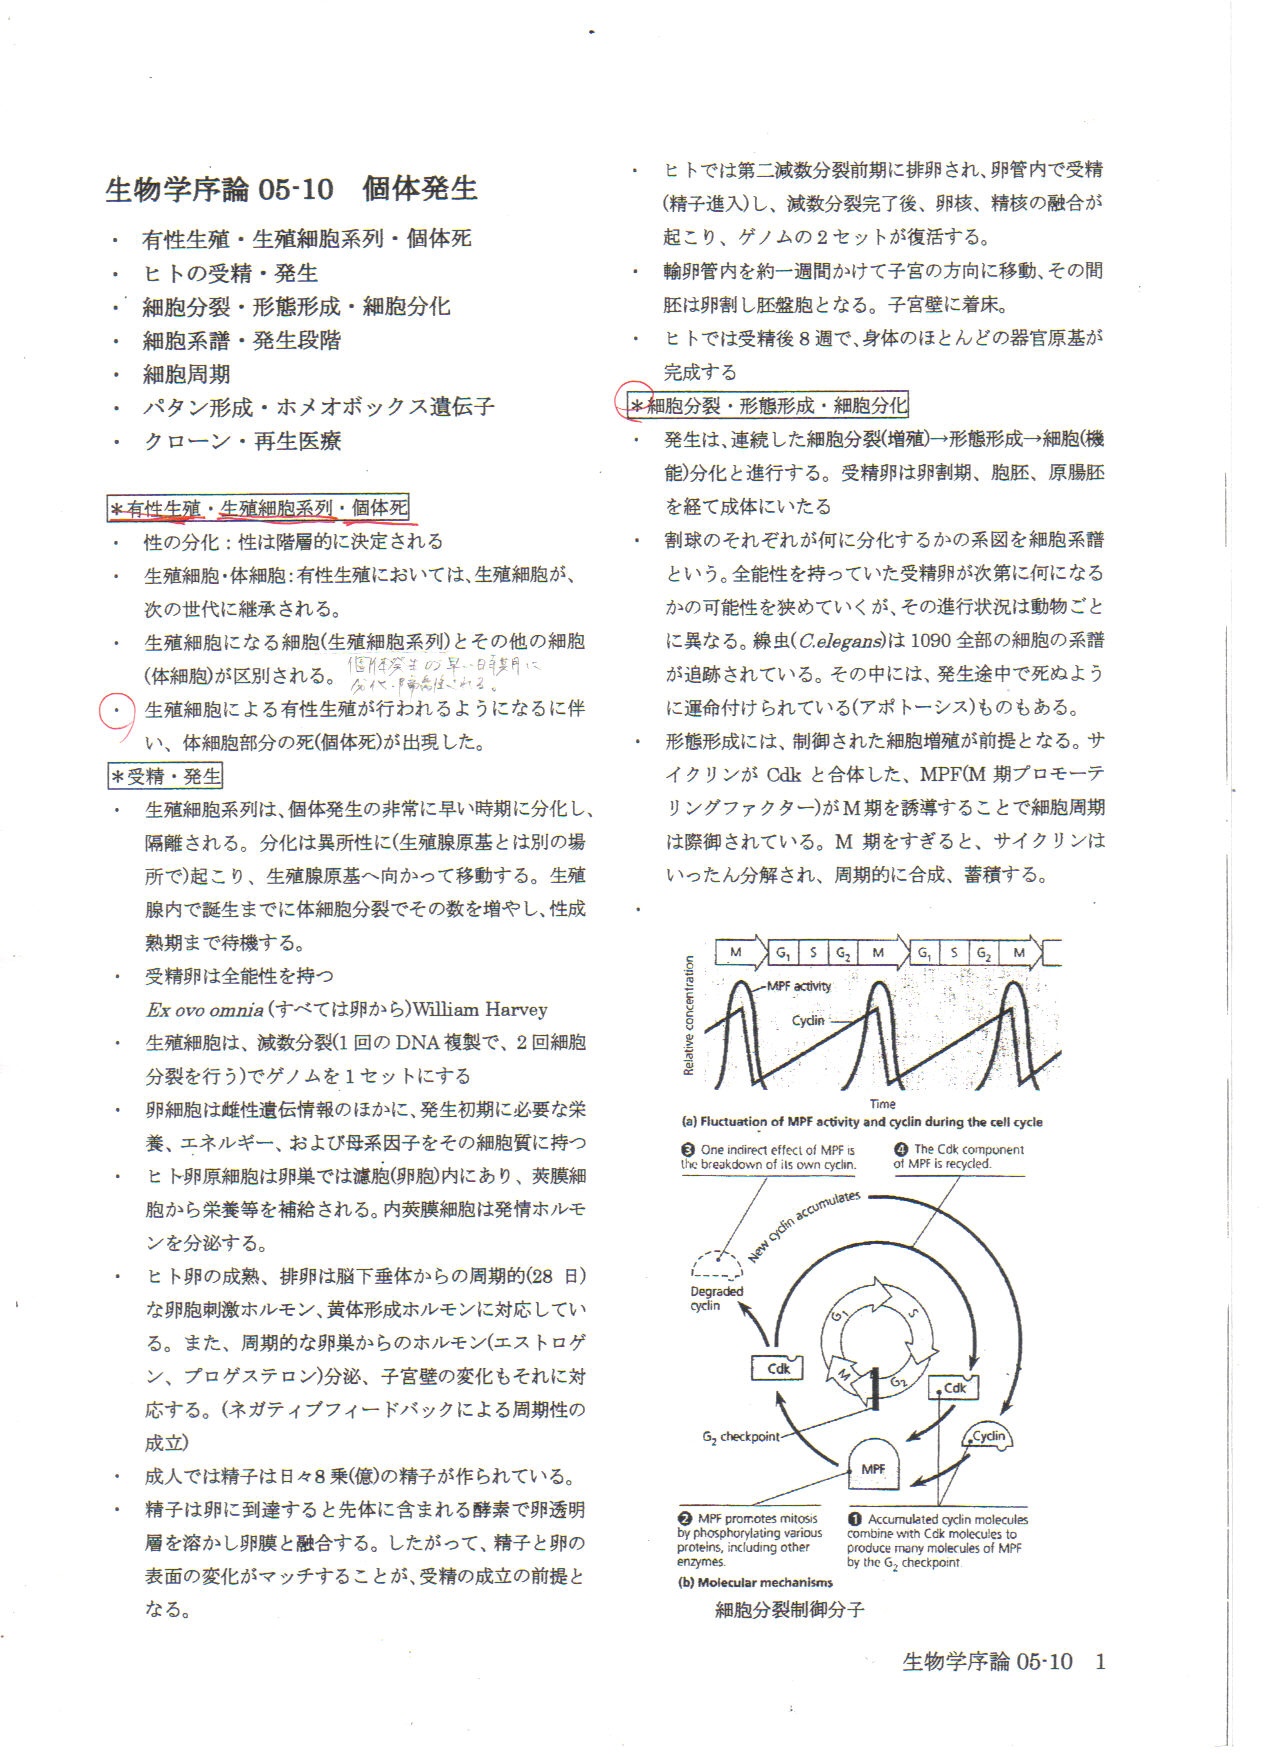 生物学序論 05-10　個体発生
・ 有性生殖・生殖細胞系列・個体死
・ ヒトの受精・発生
・ 細胞分裂・形態形成・細胞分化
・ 細胞系譜・発生段階
・ 細胞周期
・ パタン形成・ホメオボックス遺伝子
・ クローン・再生医療
＊有性生殖・生殖細胞系列・個体死
・ 性の分化：性は階層的に決定される
・ 生殖細胞・体細胞：有性生殖においては、生殖細胞が、
次の世代に継承される。
・ 生殖細胞になる細胞(生殖細胞系列)とその他の細胞
(体細胞)が区別される。
個体発生の早い時期に
・ 生殖細胞による有性生殖が行われるようになるに伴
い、体細胞部分の死(個体死)が出現した。
＊受精・発生
・ 生殖細胞系列は、個体発生の非常に早い時期に分化し、
隔離される。分化は異所性に(生殖腺原基とは別の場
所で)起こり、生殖腺原基へ向かって移動する。生殖
腺内で誕生までに体細胞分裂でその数を増やし、性成
熟期まで待機する。
・ 受精卵は全能性を持つ
Ex ovo omnia (すべては卵から)William Harvey
・ 生殖細胞は、減数分裂(1 回の DNA 複製で、2 回細胞
分裂を行う)でゲノムを 1 セットにする
・ 卵細胞は雌性遺伝情報のほかに、発生初期に必要な栄
養、エネルギー、および母系因子をその細胞質に持つ
・ ヒト卵原細胞は卵巣では濾胞(卵胞)内にあり、莢膜細
胞から栄養等を補給される。内莢膜細胞は発情ホルモ
ンを分泌する。
・ ヒト卵の成熟、排卵は脳下垂体からの周期的(28 日)
な卵胞刺激ホルモン、黄体形成ホルモンに対応してい
る。また、周期的な卵巣からのホルモン(エストロゲ
ン、プロゲステロン)分泌、子宮壁の変化もそれに対
応する。(ネガティブフィードバックによる周期性の
成立)
・ 成人では精子は日々8 乗(億)の精子が作られている。
・ 精子は卵に到達すると先体に含まれる酵素で卵透明
層を溶かし卵膜と融合する。したがって、精子と卵の
表面の変化がマッチすることが、受精の成立の前提と
なる。
・ ヒトでは第二減数分裂前期に排卵され、卵管内で受精
(精子進入)し、減数分裂完了後、卵核、精核の融合が
起こり、ゲノムの 2 セットが復活する。
・ 輸卵管内を約一週間かけて子宮の方向に移動、その間
胚は卵割し胚盤胞となる。子宮壁に着床。
・ ヒトでは受精後 8 週で、身体のほとんどの器官原基が
完成する
＊細胞分裂・形態形成・細胞分化
・ 発生は、連続した細胞分裂(増殖)→形態形成→細胞(機
能)分化と進行する。受精卵は卵割期、胞胚、原腸胚
を経て成体にいたる
・ 割球のそれぞれが何に分化するかの系図を細胞系譜
という。全能性を持っていた受精卵が次第に何になる
かの可能性を狭めていくが、その進行状況は動物ごと
に異なる。線虫(C.elegans)は 1090 全部の細胞の系譜
が追跡されている。その中には、発生途中で死ぬよう
に運命付けられている(アポトーシス)ものもある。
・ 形態形成には、制御された細胞増殖が前提となる。サ
イクリンが Cdk と合体した、MPF(M 期プロモーテ
リングファクター)がM期を誘導することで細胞周期
は際御されている。M 期をすぎると、サイクリンは
いったん分解され、周期的に合成、蓄積する。
・
M G₁ S G₂ M G₁ S G₂ M
Relative concentration
MPF activity
Cyclin
Time
(a) Fluctuation of MPF activity and cyclin during the cell cycle
❸ One indirect effect of MPF is
the breakdown of its own cyclin.
❹ The Cdk component
of MPF is recycled.
New cyclin accumulates
Degraded
cyclin
G₁ S
M G₂
Cdk
Cdk
G₂ checkpoint
Cyclin
MPF
❷ MPF promotes mitosis
by phosphorylating various
proteins, including other
enzymes.
❶ Accumulated cyclin molecules
combine with Cdk molecules to
produce many molecules of MPF
by the G₂ checkpoint.
(b) Molecular mechanisms
細胞分裂制御分子
生物学序論 05-10　1